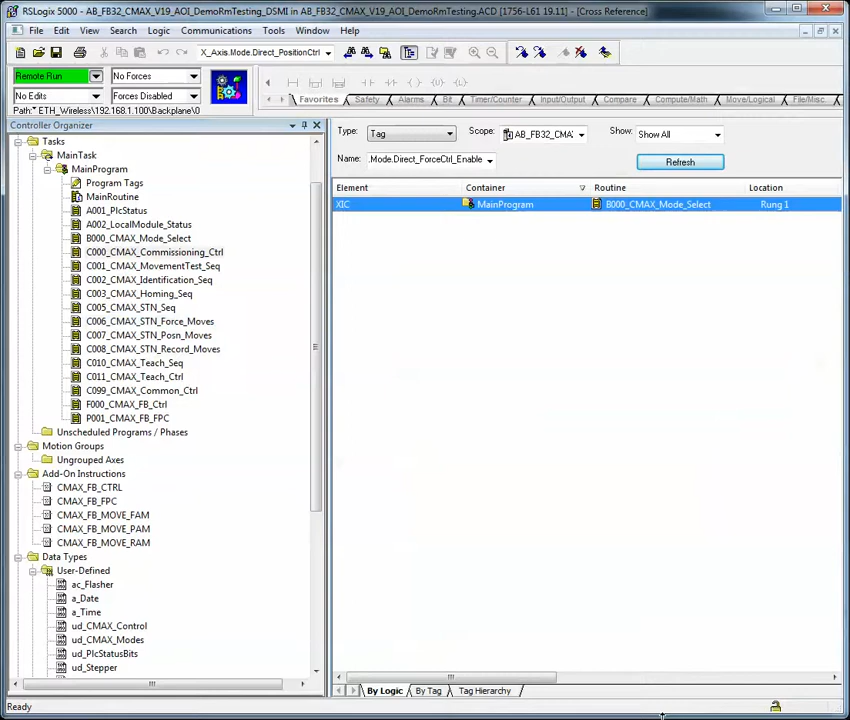 RSLogix 5000 - AB_FB32_CMAX_V19_AOI_DemoRmTesting_DSMI in AB_FB32_CMAX_V19_AOI_DemoRmTesting.ACD [1756-L61 19.11] - [Cross Reference]
File Edit View Search Logic Communications Tools Window Help
X_Axis.Mode.Direct_PositionCtrl
Remote Run No Forces
No Edits Forces Disabled
Favorites Safety Alarms Bit Timer/Counter Input/Output Compare Compute/Math Move/Logical File/Misc
Path:* ETH_Wireless\192.168.1.100\Backplane\0
Controller Organizer
Tasks
MainTask
MainProgram
Program Tags
MainRoutine
A001_PlcStatus
A002_LocalModule_Status
B000_CMAX_Mode_Select
C000_CMAX_Commissioning_Ctrl
C001_CMAX_MovementTest_Seq
C002_CMAX_Identification_Seq
C003_CMAX_Homing_Seq
C005_CMAX_STN_Seq
C006_CMAX_STN_Force_Moves
C007_CMAX_STN_Posn_Moves
C008_CMAX_STN_Record_Moves
C010_CMAX_Teach_Seq
C011_CMAX_Teach_Ctrl
C099_CMAX_Common_Ctrl
F000_CMAX_FB_Ctrl
P001_CMAX_FB_FPC
Unscheduled Programs / Phases
Motion Groups
Ungrouped Axes
Add-On Instructions
CMAX_FB_CTRL
CMAX_FB_FPC
CMAX_FB_MOVE_FAM
CMAX_FB_MOVE_PAM
CMAX_FB_MOVE_RAM
Data Types
User-Defined
ac_Flasher
a_Date
a_Time
ud_CMAX_Control
ud_CMAX_Modes
ud_PlcStatusBits
ud_Stepper
Type: Tag Scope: AB_FB32_CMA Show: Show All
Name: .Mode.Direct_ForceCtrl_Enable Refresh
Element Container Routine Location
XIC MainProgram B000_CMAX_Mode_Select Rung 1
By Logic By Tag Tag Hierarchy
Ready